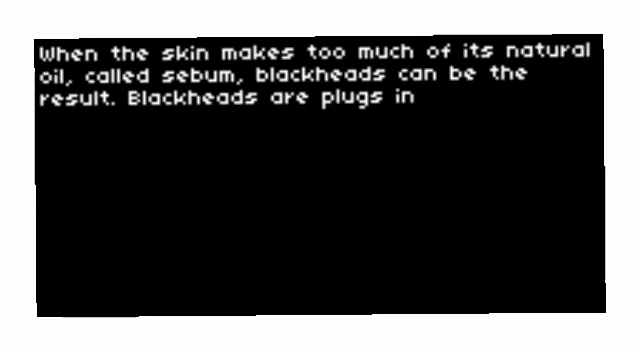 When the skin makes too much of its natural
oil, called sebum, blackheads can be the
result. Blackheads are plugs in